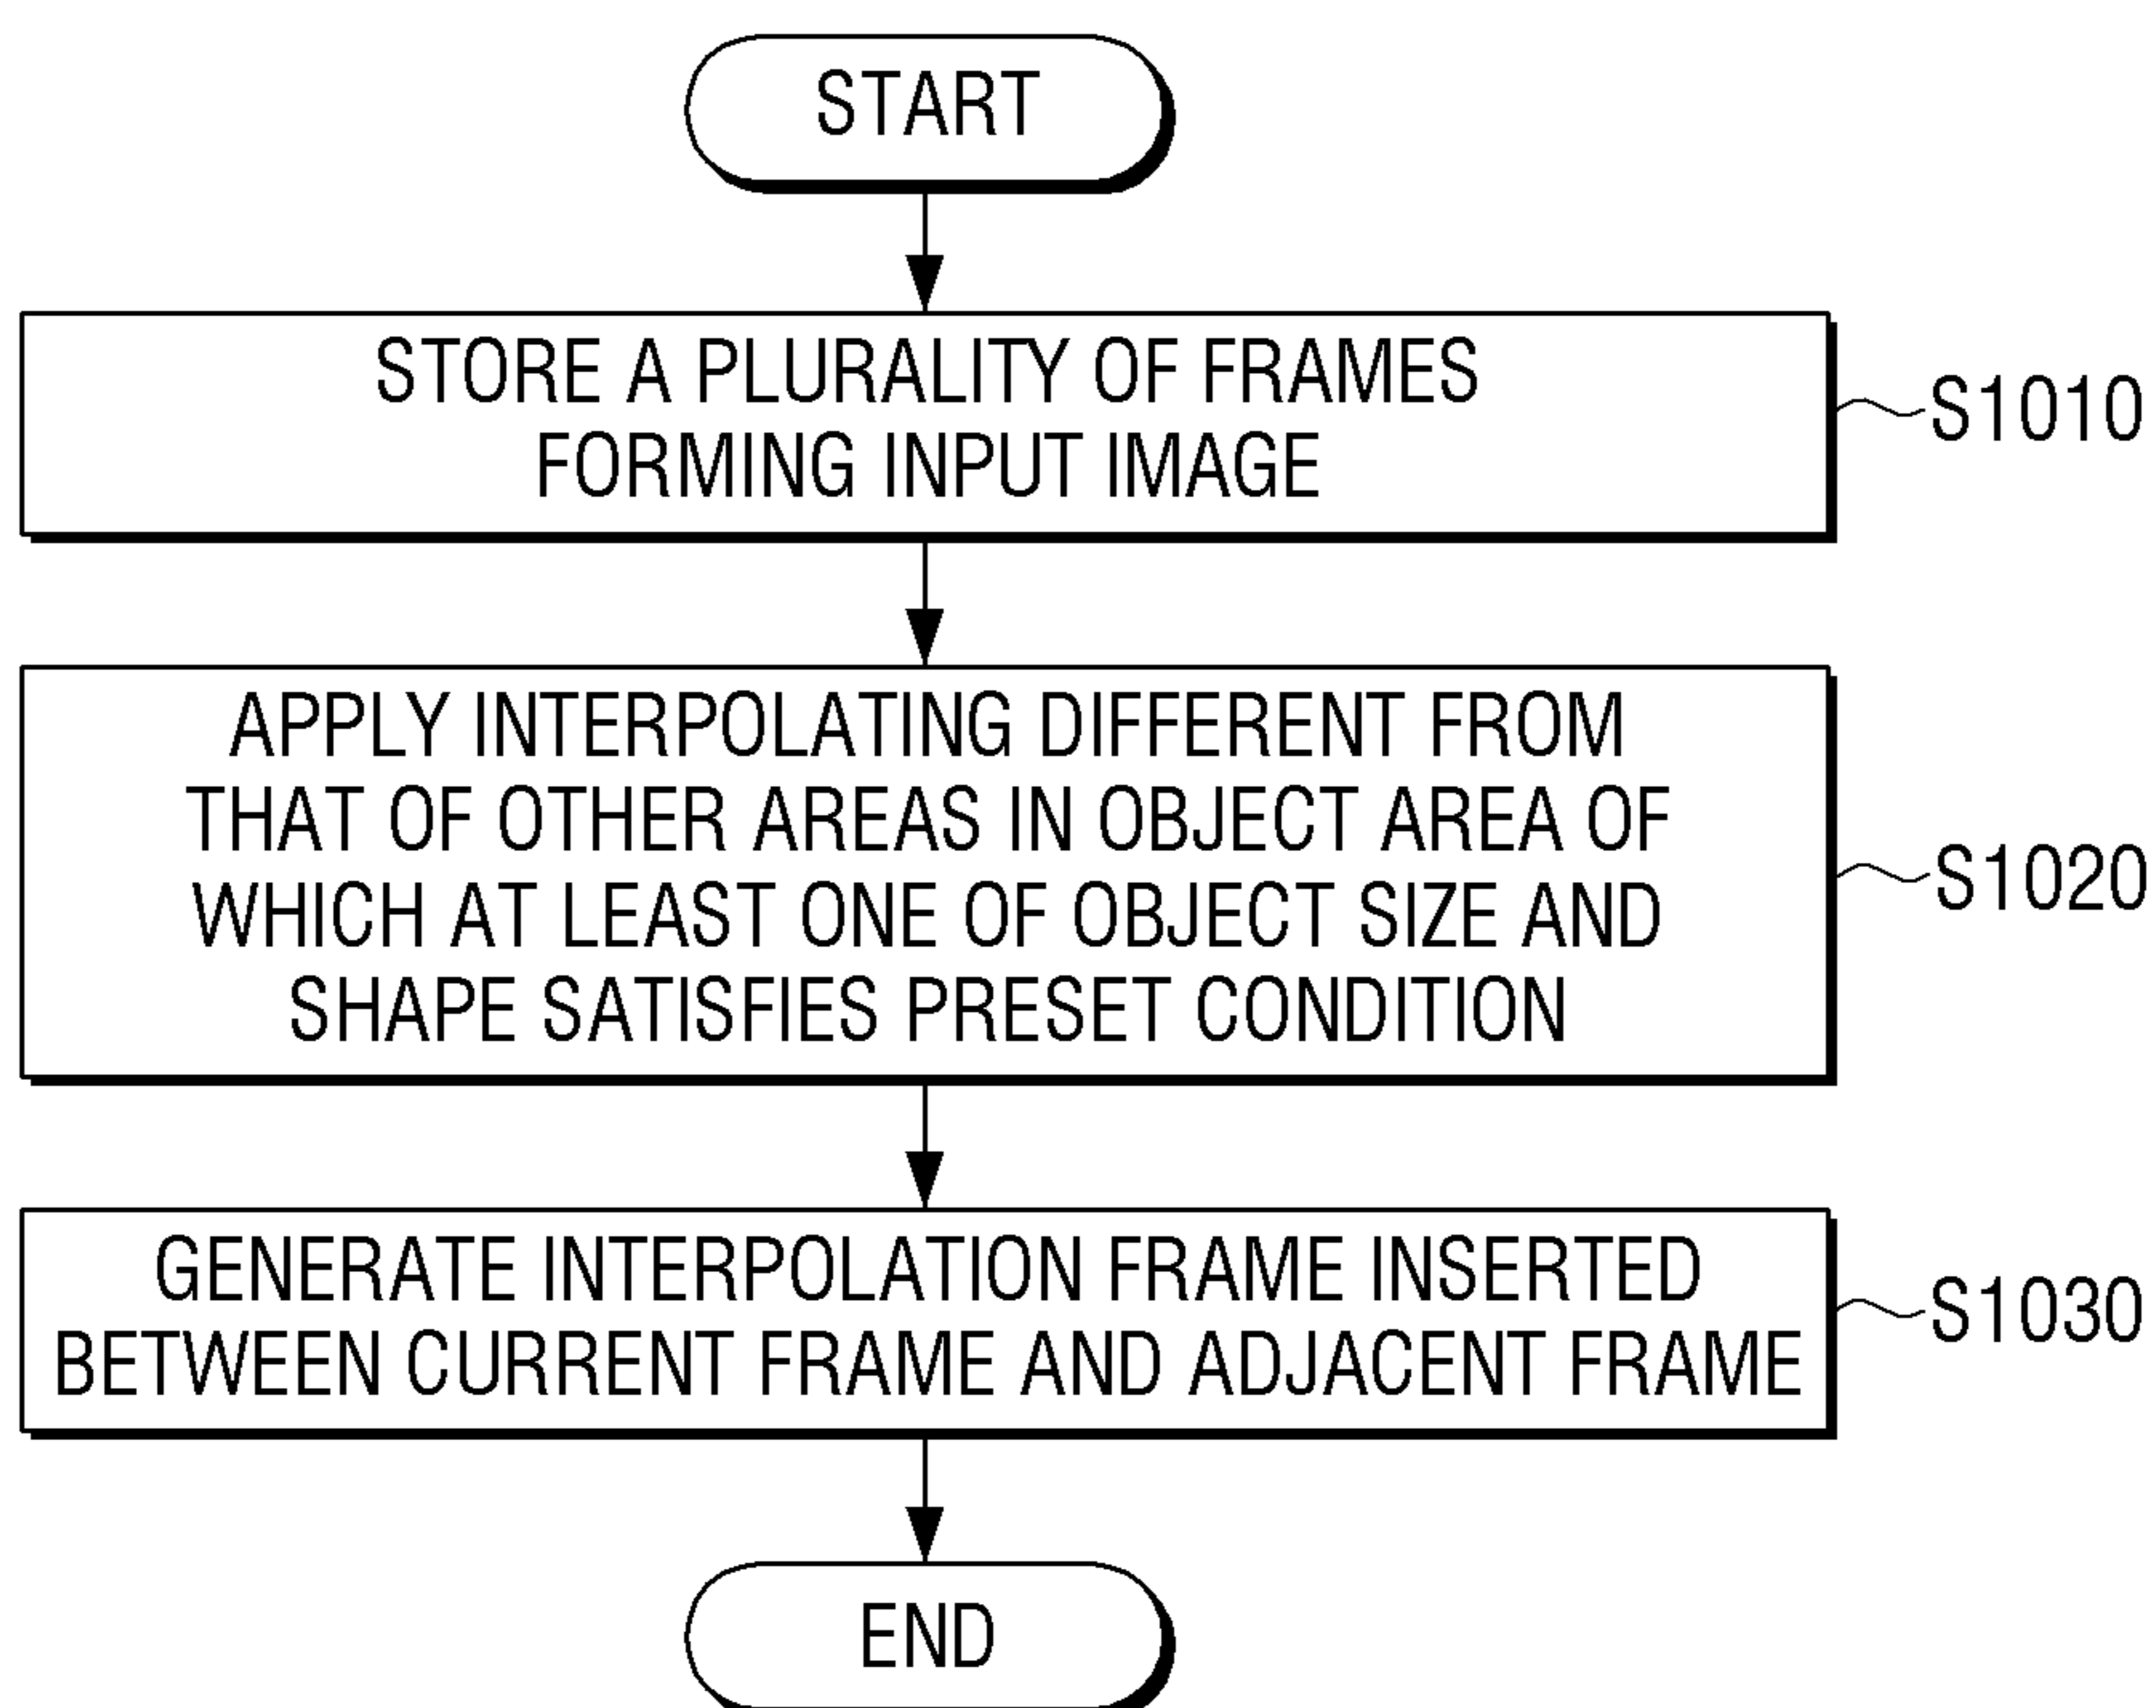 START
STORE A PLURALITY OF FRAMES
FORMING INPUT IMAGE
S1010
APPLY INTERPOLATING DIFFERENT FROM
THAT OF OTHER AREAS IN OBJECT AREA OF
WHICH AT LEAST ONE OF OBJECT SIZE AND
SHAPE SATISFIES PRESET CONDITION
S1020
GENERATE INTERPOLATION FRAME INSERTED
BETWEEN CURRENT FRAME AND ADJACENT FRAME
S1030
END